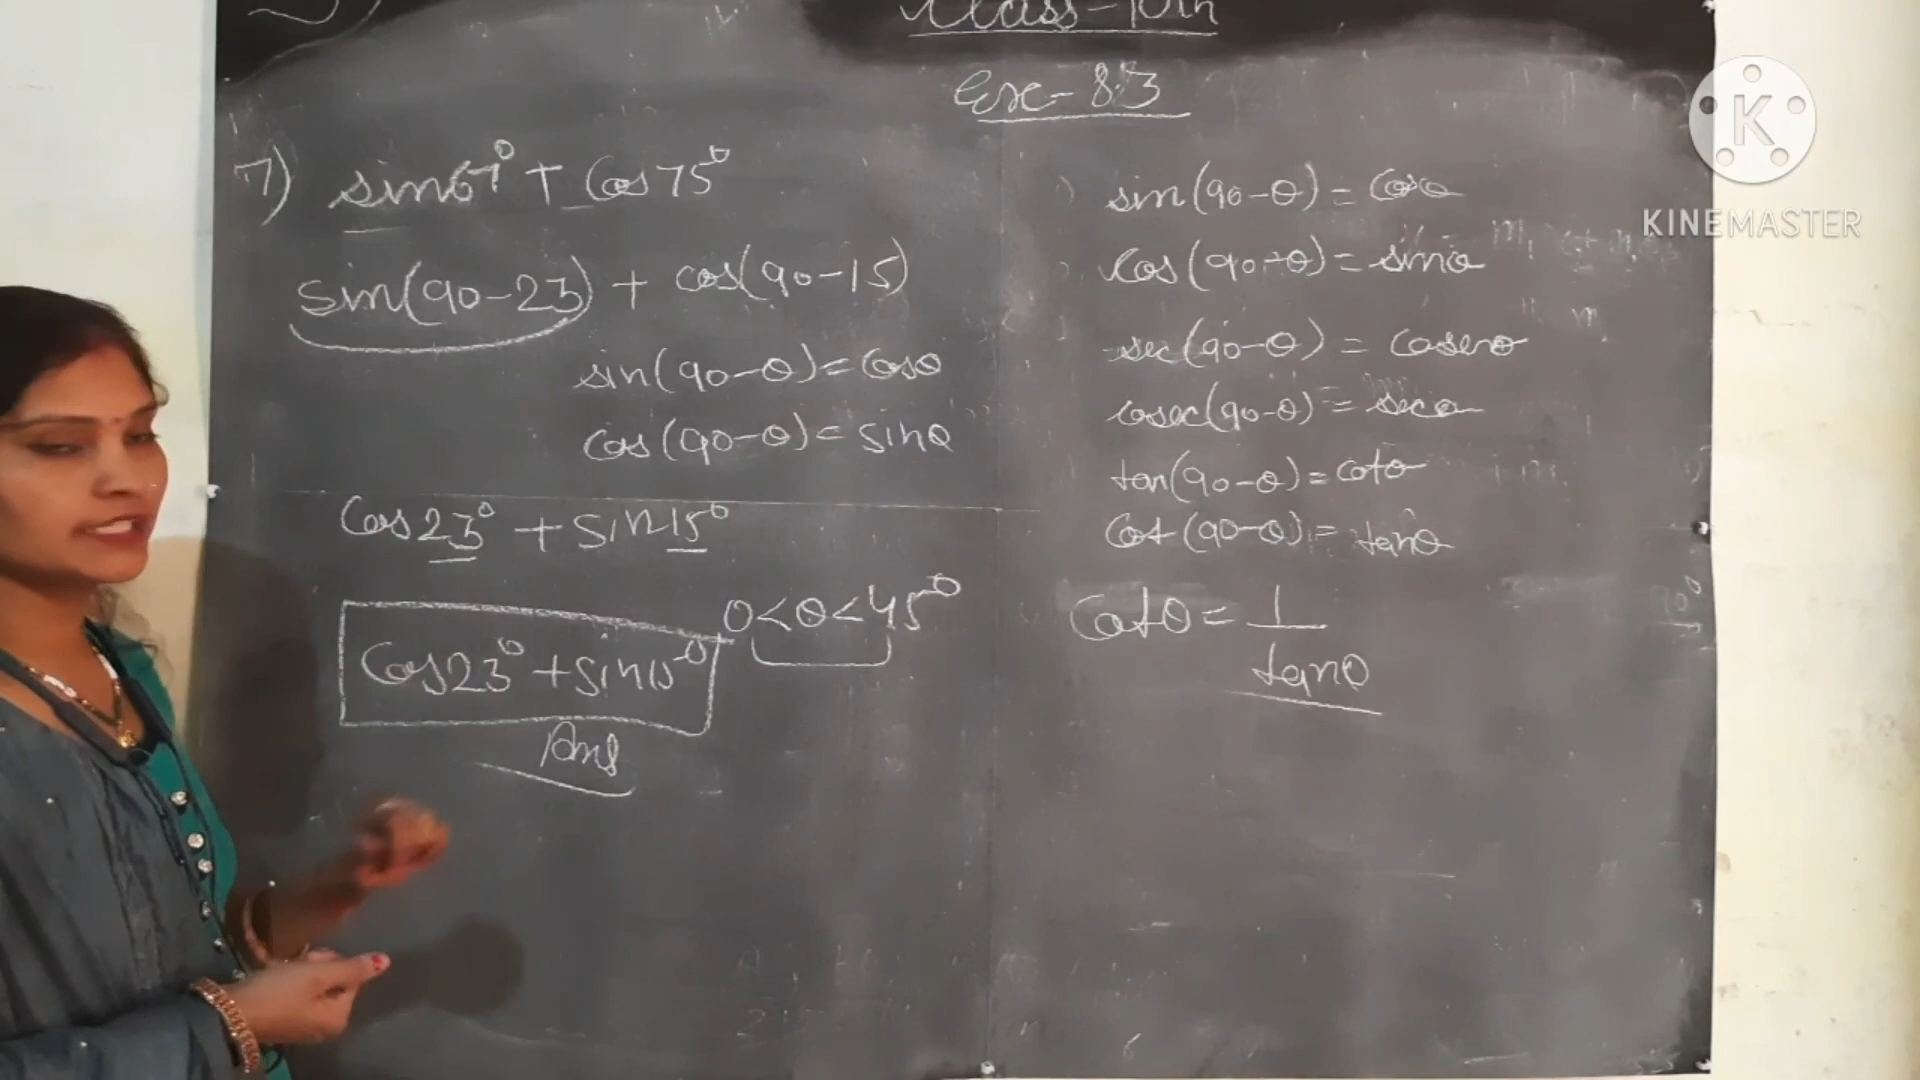 Class-10th
Exe-8.3
7) sin67° + Cos75°
sin(90-23) + cos(90-15)
sin(90-θ)=Cosθ
cos(90-θ)=sinθ
Cos23° + sin15°
0<θ<45°
Cos23° + sin15°
Ans
sin(90-θ)=Cosθ
Cos(90-θ)=sinθ
sec(90-θ)=Cosecθ
cosec(90-θ)=secθ
tan(90-θ)=cotθ
Cot(90-θ)=tanθ
Cotθ=1
tanθ
K
KINEMASTER